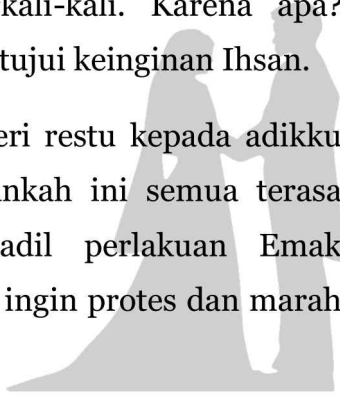 kali-kali. Karena apa?
tujui keinginan Ihsan.
eri restu kepada adikku
nkah ini semua terasa
adil perlakuan Emak
ingin protes dan marah